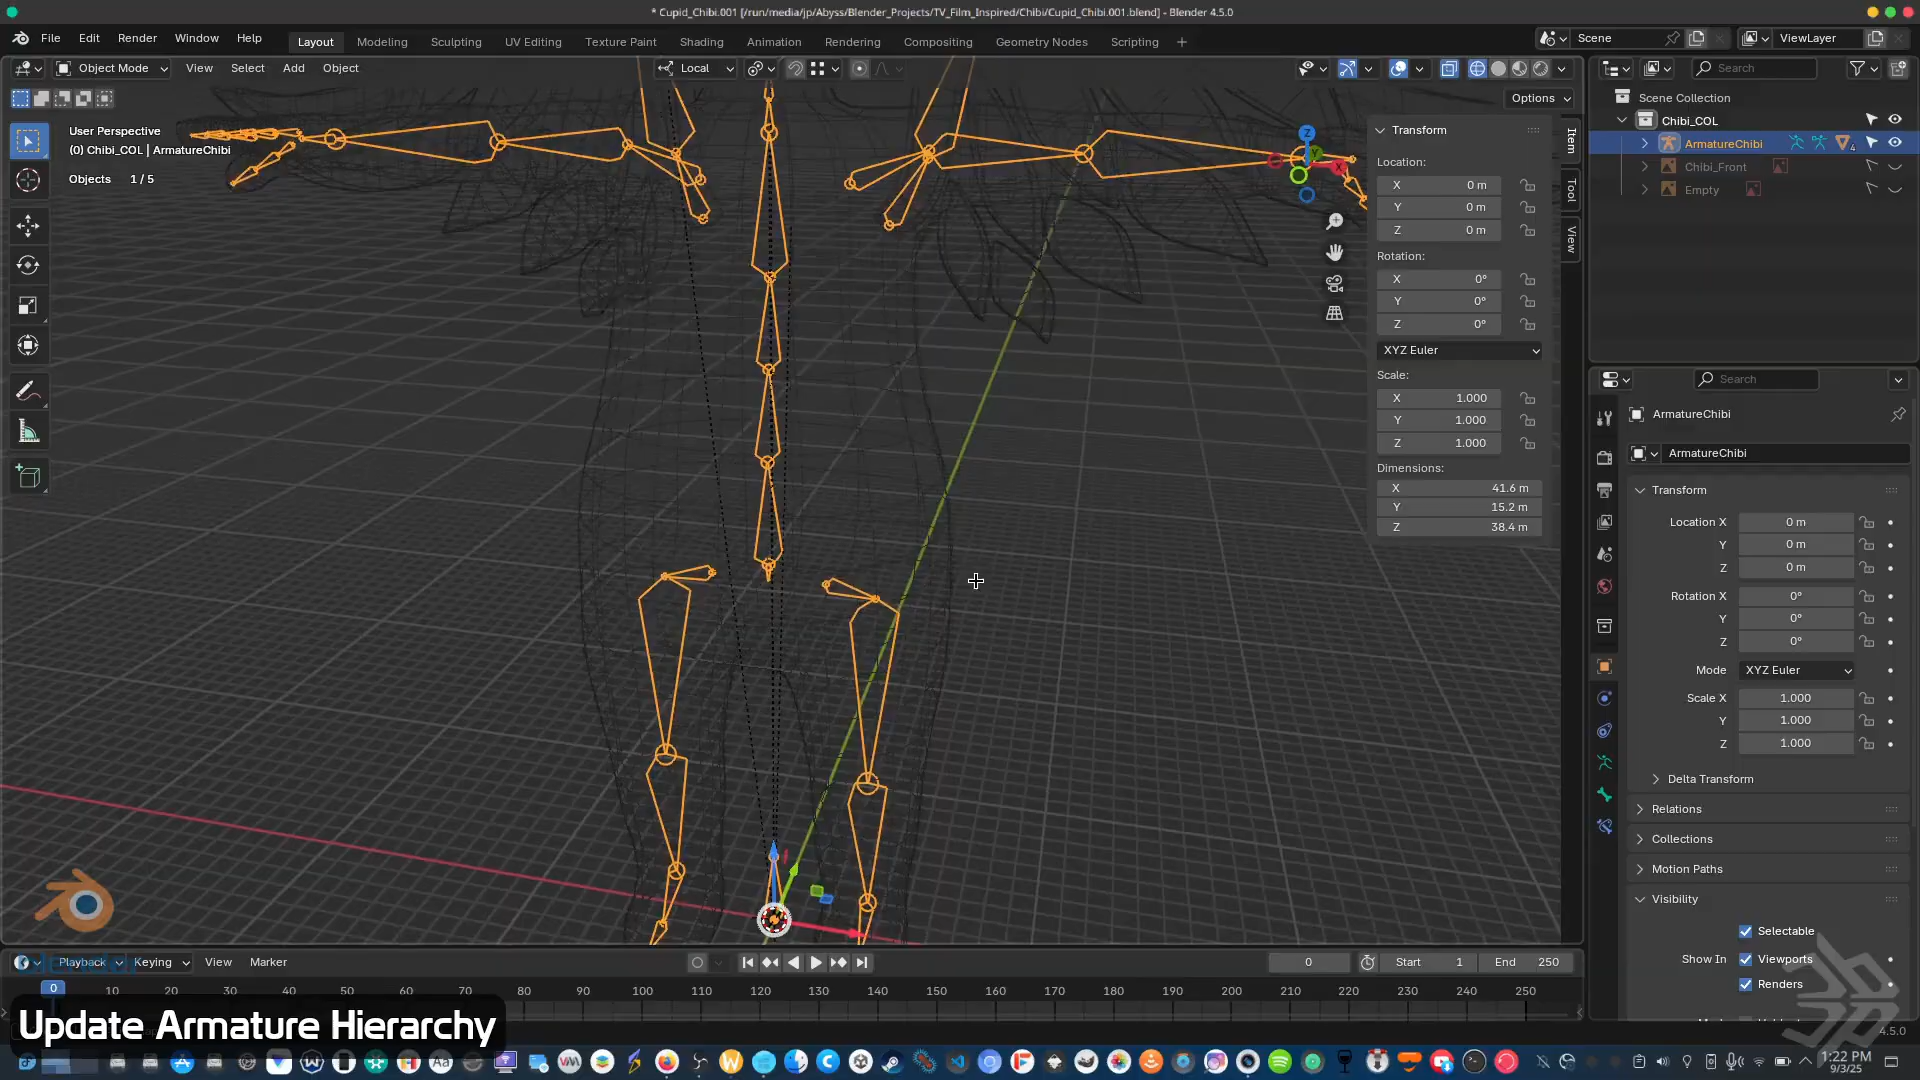 * Cupid_Chibi.001 [/run/media/jp/Abyss/Blender_Projects/TV_Film_Inspired/Chibi/Cupid_Chibi.001.blend] - Blender 4.5.0
File Edit Render Window Help
Layout Modeling Sculpting UV Editing Texture Paint Shading Animation Rendering Compositing Geometry Nodes Scripting +
Scene
ViewLayer
Object Mode View Select Add Object
Local
Options
User Perspective
(0) Chibi_COL | ArmatureChibi
Objects 1 / 5
Z
Item
Tool
View
Transform
Location:
X 0 m
Y 0 m
Z 0 m
Rotation:
X 0°
Y 0°
Z 0°
XYZ Euler
Scale:
X 1.000
Y 1.000
Z 1.000
Dimensions:
X 41.6 m
Y 15.2 m
Z 38.4 m
Search
Scene Collection
Chibi_COL
ArmatureChibi
4
Chibi_Front
Empty
Search
ArmatureChibi
ArmatureChibi
Transform
Location X 0 m
Y 0 m
Z 0 m
Rotation X 0°
Y 0°
Z 0°
Mode XYZ Euler
Scale X 1.000
Y 1.000
Z 1.000
Delta Transform
Relations
Collections
Motion Paths
Visibility
Selectable
Show In Viewports
Renders
Playback Keying View Marker
0
Start 1
End 250
0 10 20 30 40 50 60 70 80 90 100 110 120 130 140 150 160 170 180 190 200 210 220 230 240 250
Update Armature Hierarchy
4.5.0
1:22 PM
9/3/25